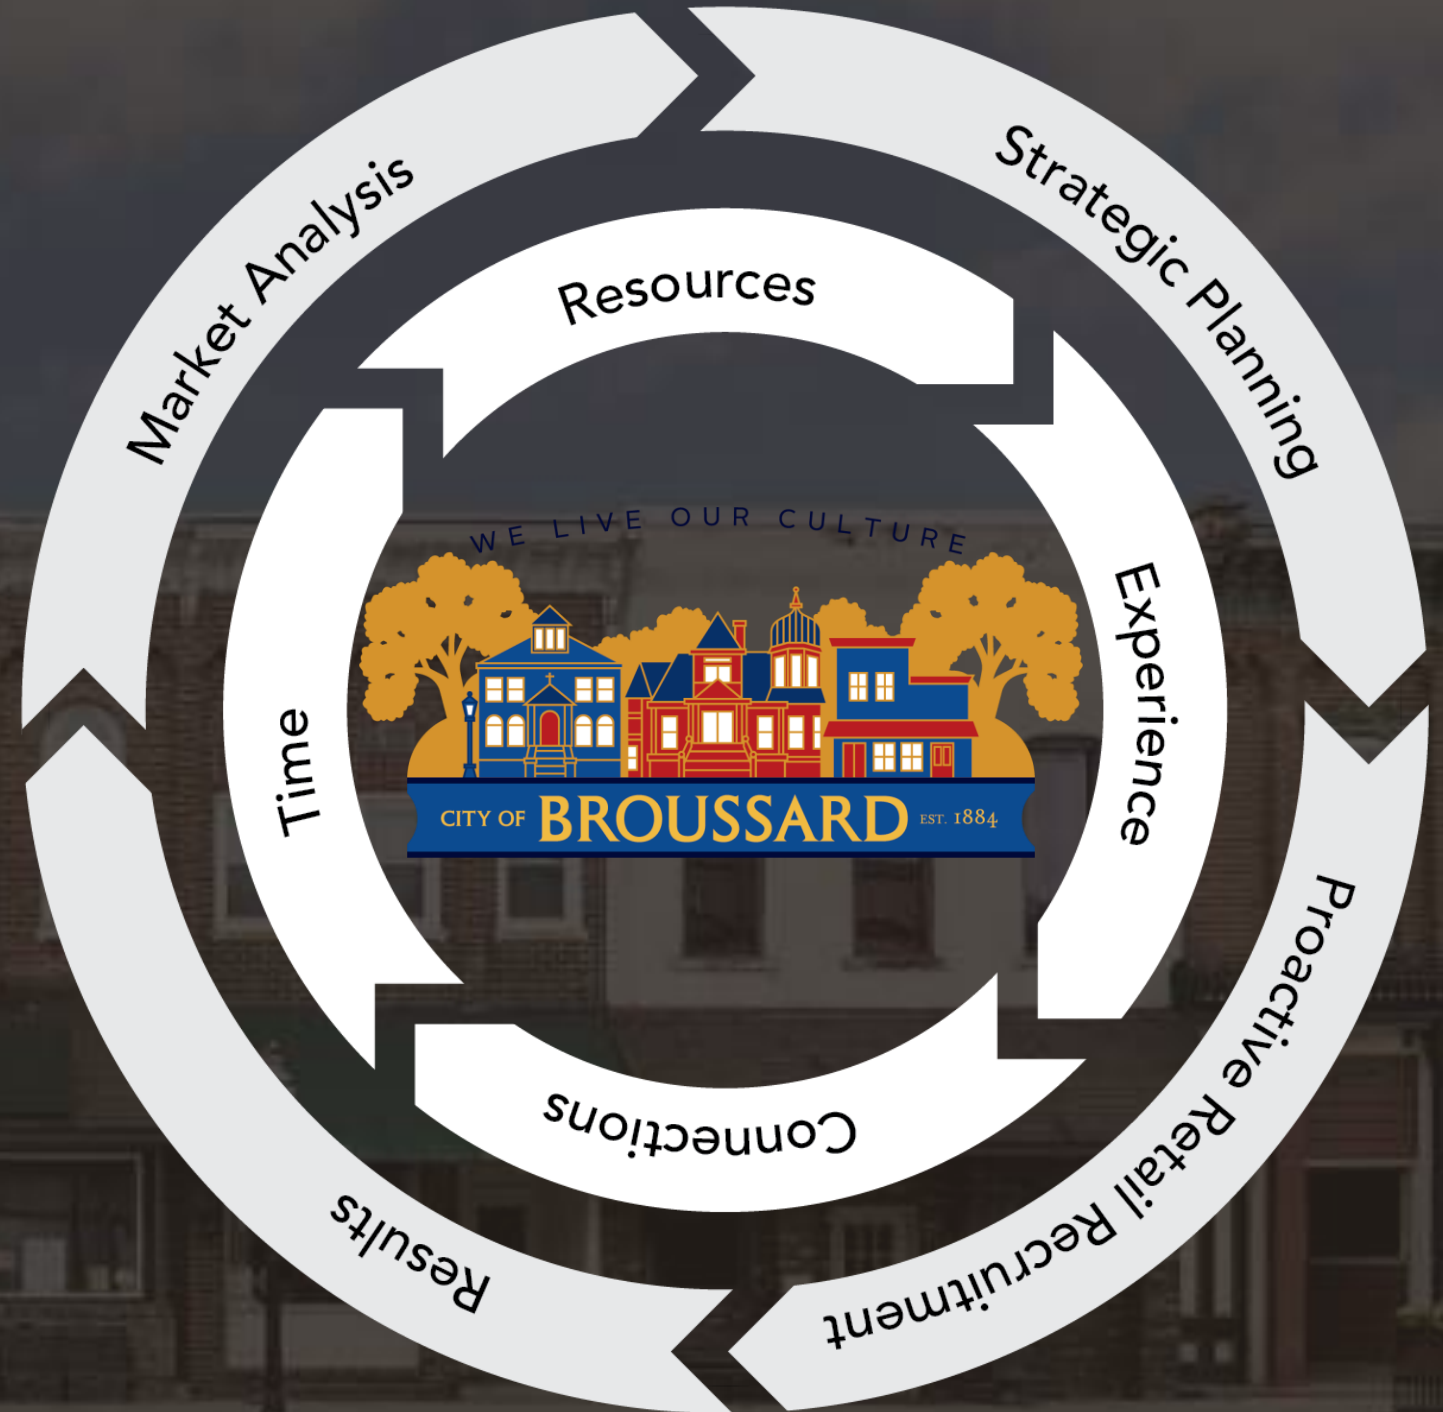 Market Analysis
Strategic Planning
Proactive Retail Recruitment
Results
Resources
Experience
Connections
Time
WE LIVE OUR CULTURE
CITY OF BROUSSARD EST. 1884